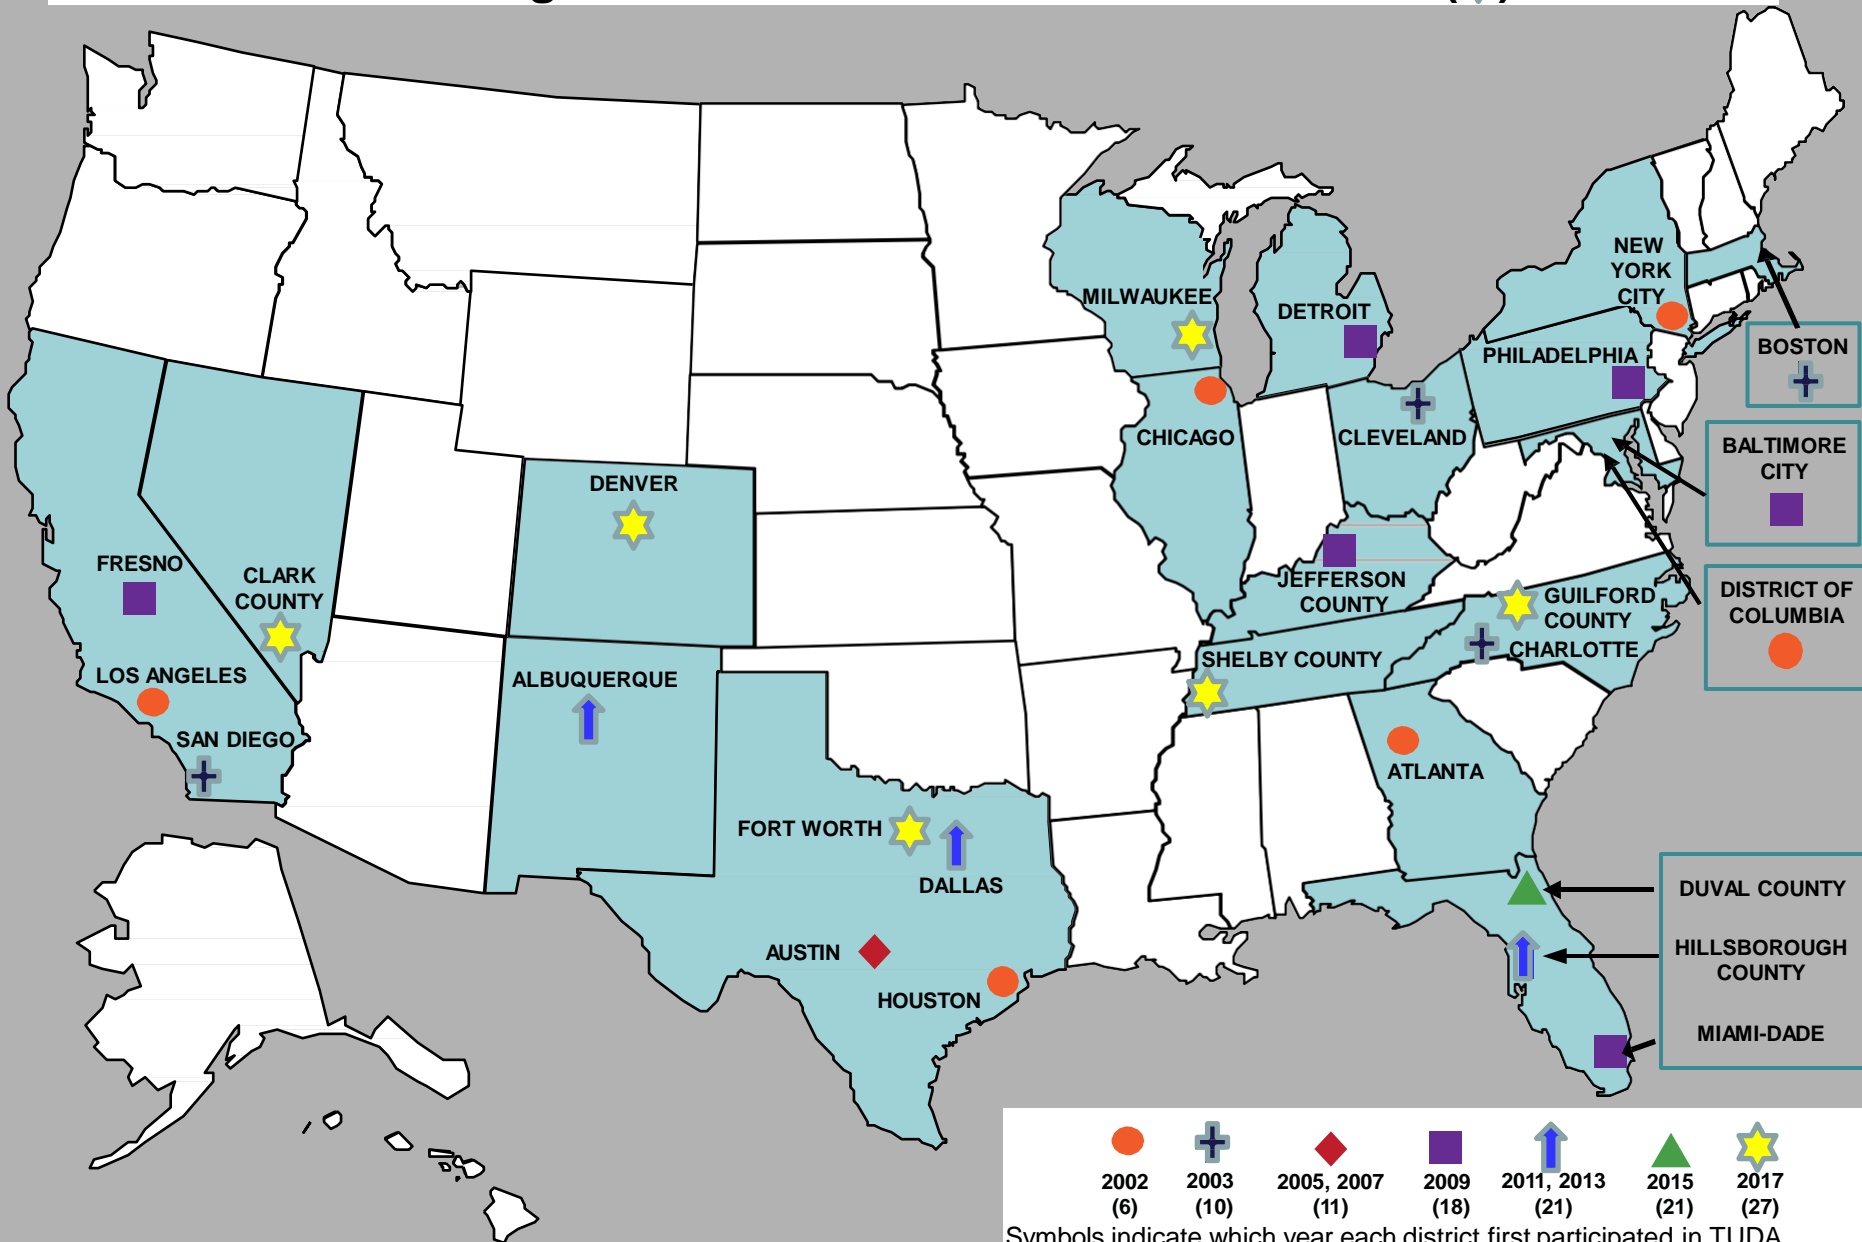 NEW
YORK
CITY
MILWAUKEE
DETROIT
BOSTON
PHILADELPHIA
CHICAGO
CLEVELAND
BALTIMORE
CITY
DENVER
FRESNO
CLARK
COUNTY
JEFFERSON
COUNTY
GUILFORD
COUNTY
DISTRICT OF
COLUMBIA
CHARLOTTE
SHELBY COUNTY
LOS ANGELES
ALBUQUERQUE
SAN DIEGO
ATLANTA
FORT WORTH
DALLAS
DUVAL COUNTY
AUSTIN
HILLSBOROUGH
COUNTY
HOUSTON
MIAMI-DADE
2002 2003 2005, 2007 2009 2011, 2013 2015 2017
(6) (10) (11) (18) (21) (21) (27)
Symbols indicate which year each district first participated in TUDA